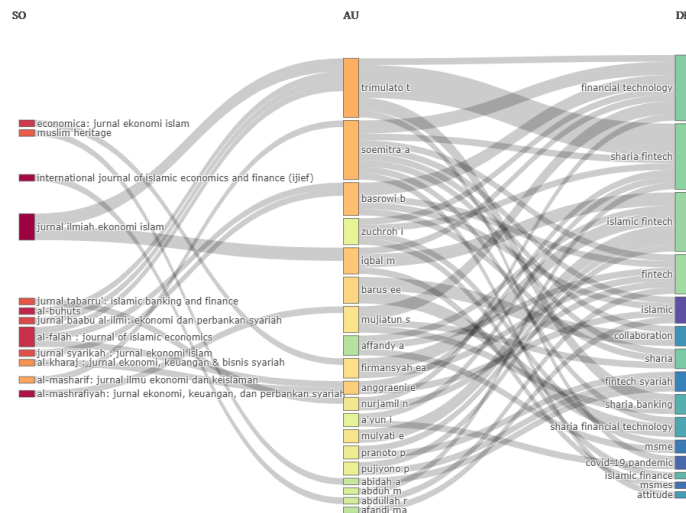 SO
AU
DE
economica: jurnal ekonomi islam
muslim heritage
international journal of islamic economics and finance (ijief)
jurnal ilmiah ekonomi islam
jurnal tabarru': islamic banking and finance
al-buhuts
jurnal baabu al-ilmi: ekonomi dan perbankan syariah
al-falah : journal of islamic economics
jurnal syarikah : jurnal ekonomi islam
al-kharaj : jurnal ekonomi, keuangan & bisnis syariah
al-masharif: jurnal ilmu ekonomi dan keislaman
al-mashrafiyah: jurnal ekonomi, keuangan, dan perbankan syariah
trimulato t
soemitra a
basrowi b
zuchroh i
iqbal m
barus ee
mujiatun s
affandy a
firmansyah ea
anggraeni e
nurjamil n
a'yun i
mulyati e
pranoto p
pujiyono p
abidah a
abduh m
abdullah r
afandi ma
financial technology
sharia fintech
islamic fintech
fintech
islamic
collaboration
sharia
fintech syariah
sharia banking
sharia financial technology
msme
covid-19 pandemic
islamic finance
msmes
attitude